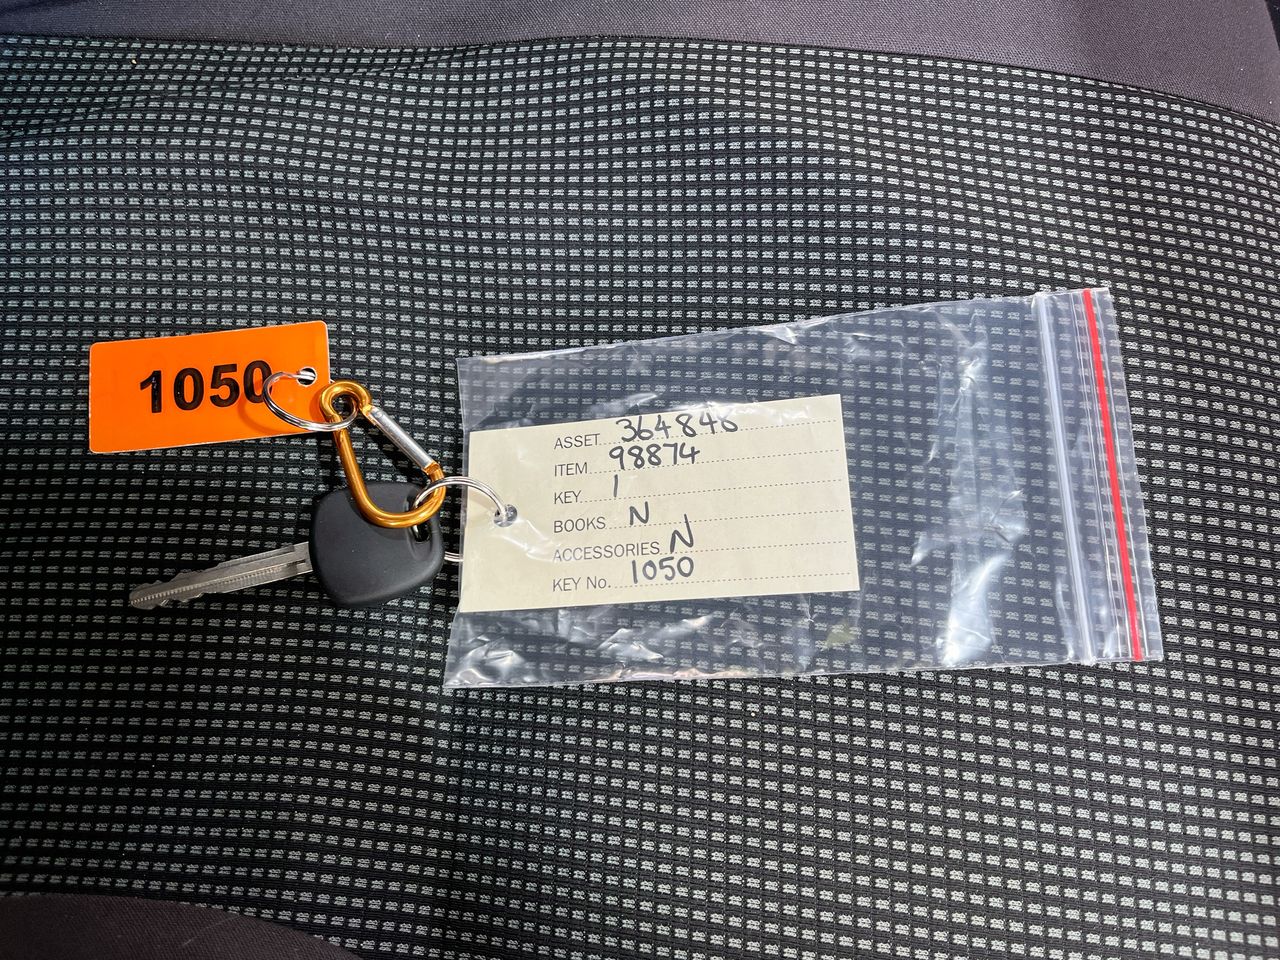 1050
ASSET 364846
ITEM 98874
KEY 1
BOOKS N
ACCESSORIES N
KEY No. 1050